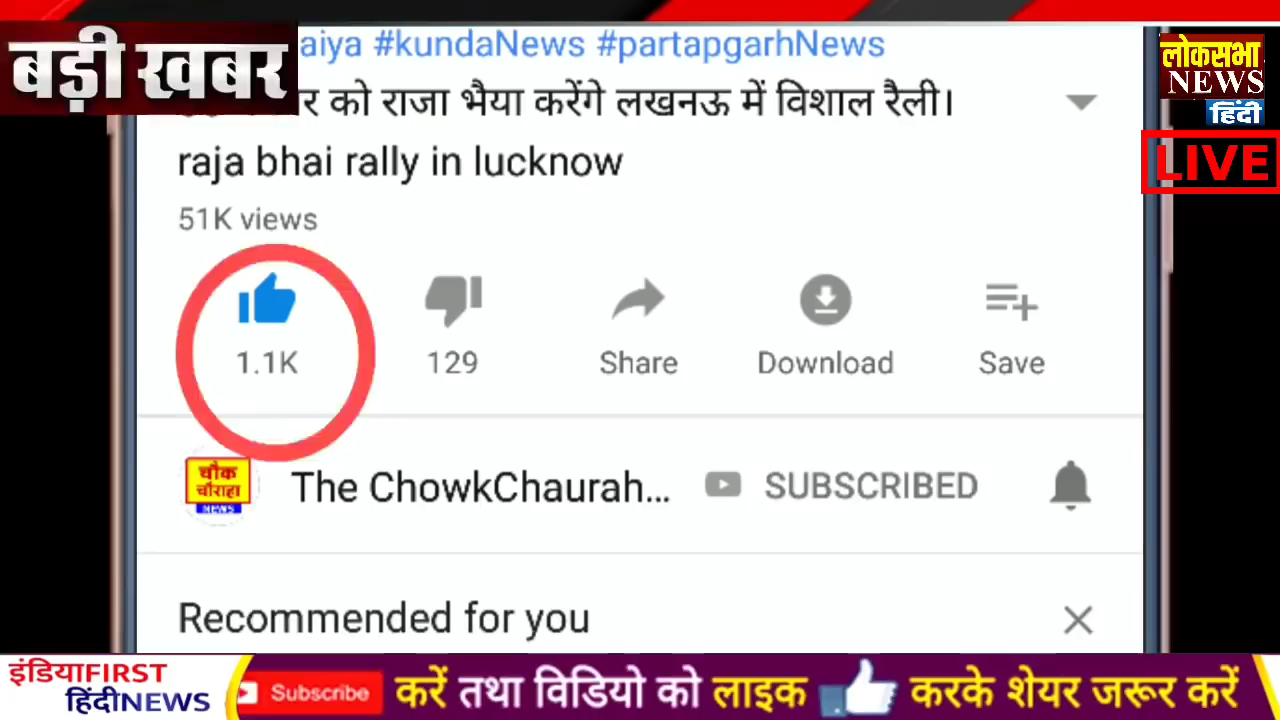 बड़ी खबर
#kundaNews #partapgarhNews
को राजा भैया करेंगे लखनऊ में विशाल रैली।
raja bhai rally in lucknow
51K views
1.1K
129
Share
Download
Save
चौक
चौराहा
NEWS
The ChowkChaurah...
SUBSCRIBED
Recommended for you
लोकसभा
NEWS
हिंदी
LIVE
इंडियाFIRST
हिंदीNEWS
Subscribe करें तथा विडियो को लाइक करके शेयर जरूर करें